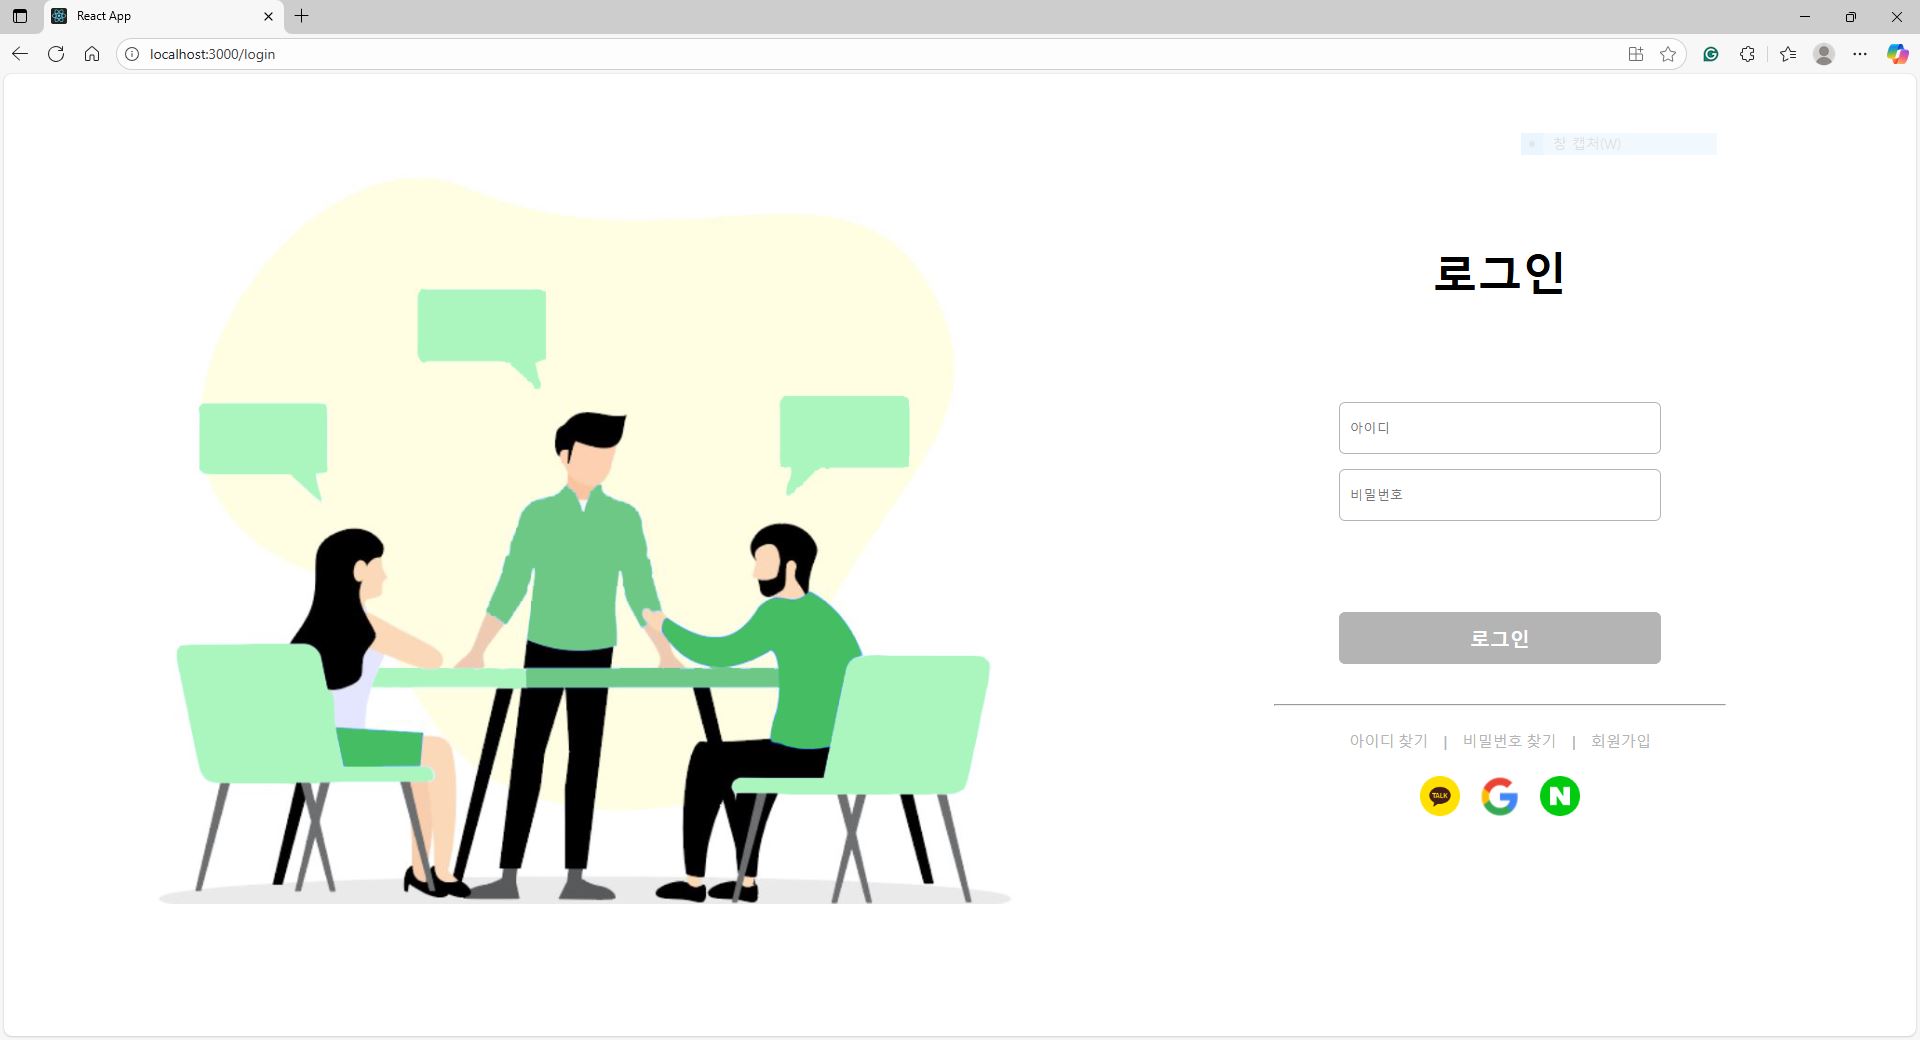 React App
localhost:3000/login
창 캡처(W)
로그인
아이디
비밀번호
로그인
아이디 찾기 | 비밀번호 찾기 | 회원가입
TALK
N